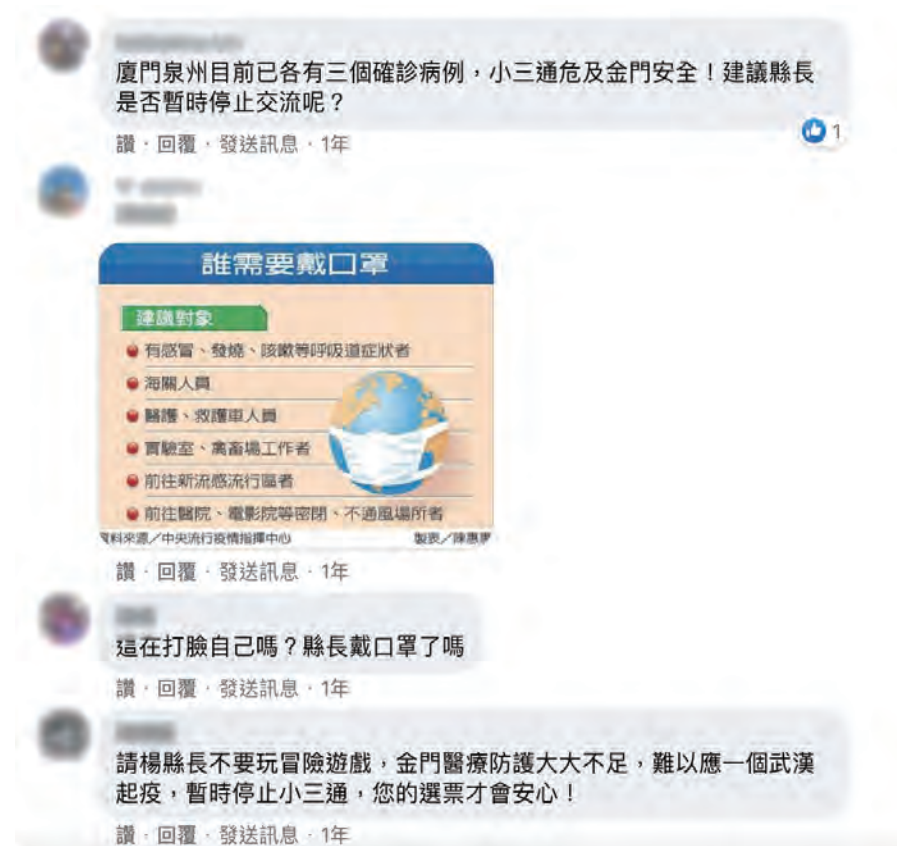 廈門泉州目前已各有三個確診病例,小三通危及金門安全!建議縣長
是否暫時停止交流呢?
讚・回覆・發送訊息・1年
1
誰需要戴口罩
建議對象
有感冒、發燒、咳嗽等呼吸道症狀者
海關人員
醫護、救護車人員
實驗室、禽畜場工作者
前往新流感流行區者
前往醫院、電影院等密閉、不通風場所者
資料來源/中央流行疫情指揮中心
製表/陳惠惠
讚・回覆・發送訊息・1年
這在打臉自己嗎?縣長戴口罩了嗎
讚・回覆・發送訊息・1年
請楊縣長不要玩冒險遊戲,金門醫療防護大大不足,難以應一個武漢
起疫,暫時停止小三通,您的選票才會安心!
讚・回覆・發送訊息・1年